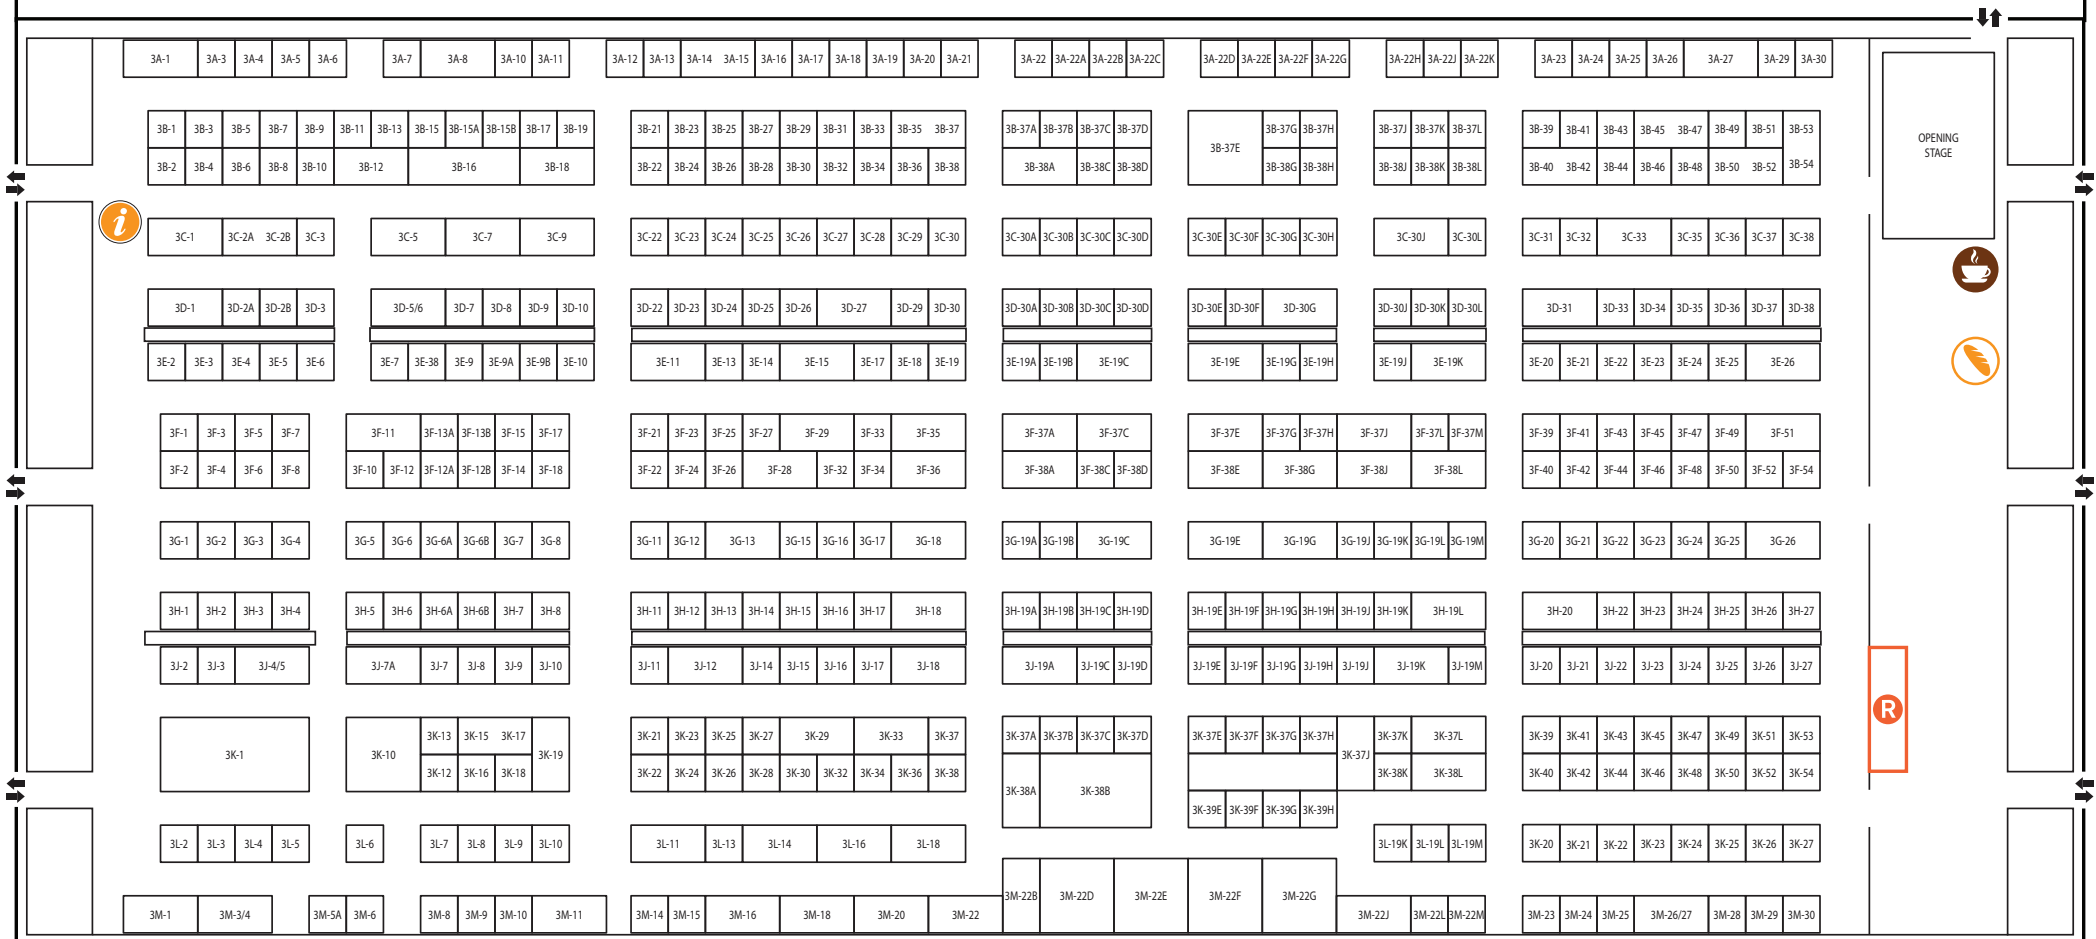 3A-1 3A-3 3A-4 3A-5 3A-6 3A-7 3A-8 3A-10 3A-11 3A-12 3A-13 3A-14 3A-15 3A-16 3A-17 3A-18 3A-19 3A-20 3A-21 3A-22 3A-22A 3A-22B 3A-22C 3A-22D 3A-22E 3A-22F 3A-22G 3A-22H 3A-22J 3A-22K 3A-23 3A-24 3A-25 3A-26 3A-27 3A-29 3A-30
3B-1 3B-3 3B-5 3B-7 3B-9 3B-11 3B-13 3B-15 3B-15A 3B-15B 3B-17 3B-19 3B-21 3B-23 3B-25 3B-27 3B-29 3B-31 3B-33 3B-35 3B-37 3B-37A 3B-37B 3B-37C 3B-37D 3B-37G 3B-37H 3B-37J 3B-37K 3B-37L 3B-39 3B-41 3B-43 3B-45 3B-47 3B-49 3B-51 3B-53
OPENING
STAGE
3B-37E
3B-2 3B-4 3B-6 3B-8 3B-10 3B-12 3B-16 3B-18 3B-22 3B-24 3B-26 3B-28 3B-30 3B-32 3B-34 3B-36 3B-38 3B-38A 3B-38C 3B-38D 3B-38G 3B-38H 3B-38J 3B-38K 3B-38L 3B-40 3B-42 3B-44 3B-46 3B-48 3B-50 3B-52 3B-54
i
3C-1 3C-2A 3C-2B 3C-3 3C-5 3C-7 3C-9 3C-22 3C-23 3C-24 3C-25 3C-26 3C-27 3C-28 3C-29 3C-30 3C-30A 3C-30B 3C-30C 3C-30D 3C-30E 3C-30F 3C-30G 3C-30H 3C-30J 3C-30L 3C-31 3C-32 3C-33 3C-35 3C-36 3C-37 3C-38
3D-1 3D-2A 3D-2B 3D-3 3D-5/6 3D-7 3D-8 3D-9 3D-10 3D-22 3D-23 3D-24 3D-25 3D-26 3D-27 3D-29 3D-30 3D-30A 3D-30B 3D-30C 3D-30D 3D-30E 3D-30F 3D-30G 3D-30J 3D-30K 3D-30L 3D-31 3D-33 3D-34 3D-35 3D-36 3D-37 3D-38
3E-2 3E-3 3E-4 3E-5 3E-6 3E-7 3E-38 3E-9 3E-9A 3E-9B 3E-10 3E-11 3E-13 3E-14 3E-15 3E-17 3E-18 3E-19 3E-19A 3E-19B 3E-19C 3E-19E 3E-19G 3E-19H 3E-19J 3E-19K 3E-20 3E-21 3E-22 3E-23 3E-24 3E-25 3E-26
3F-1 3F-3 3F-5 3F-7 3F-11 3F-13A 3F-13B 3F-15 3F-17 3F-21 3F-23 3F-25 3F-27 3F-29 3F-33 3F-35 3F-37A 3F-37C 3F-37E 3F-37G 3F-37H 3F-37J 3F-37L 3F-37M 3F-39 3F-41 3F-43 3F-45 3F-47 3F-49 3F-51
3F-2 3F-4 3F-6 3F-8 3F-10 3F-12 3F-12A 3F-12B 3F-14 3F-18 3F-22 3F-24 3F-26 3F-28 3F-32 3F-34 3F-36 3F-38A 3F-38C 3F-38D 3F-38E 3F-38G 3F-38J 3F-38L 3F-40 3F-42 3F-44 3F-46 3F-48 3F-50 3F-52 3F-54
3G-1 3G-2 3G-3 3G-4 3G-5 3G-6 3G-6A 3G-6B 3G-7 3G-8 3G-11 3G-12 3G-13 3G-15 3G-16 3G-17 3G-18 3G-19A 3G-19B 3G-19C 3G-19E 3G-19G 3G-19J 3G-19K 3G-19L 3G-19M 3G-20 3G-21 3G-22 3G-23 3G-24 3G-25 3G-26
3H-1 3H-2 3H-3 3H-4 3H-5 3H-6 3H-6A 3H-6B 3H-7 3H-8 3H-11 3H-12 3H-13 3H-14 3H-15 3H-16 3H-17 3H-18 3H-19A 3H-19B 3H-19C 3H-19D 3H-19E 3H-19F 3H-19G 3H-19H 3H-19J 3H-19K 3H-19L 3H-20 3H-22 3H-23 3H-24 3H-25 3H-26 3H-27
3J-2 3J-3 3J-4/5 3J-7A 3J-7 3J-8 3J-9 3J-10 3J-11 3J-12 3J-14 3J-15 3J-16 3J-17 3J-18 3J-19A 3J-19C 3J-19D 3J-19E 3J-19F 3J-19G 3J-19H 3J-19J 3J-19K 3J-19M 3J-20 3J-21 3J-22 3J-23 3J-24 3J-25 3J-26 3J-27
R
3K-13 3K-15 3K-17 3K-21 3K-23 3K-25 3K-27 3K-29 3K-33 3K-37 3K-37A 3K-37B 3K-37C 3K-37D 3K-37E 3K-37F 3K-37G 3K-37H 3K-37K 3K-37L 3K-39 3K-41 3K-43 3K-45 3K-47 3K-49 3K-51 3K-53
3K-1 3K-10 3K-19 3K-37J
3K-12 3K-16 3K-18 3K-22 3K-24 3K-26 3K-28 3K-30 3K-32 3K-34 3K-36 3K-38 3K-38K 3K-38L 3K-40 3K-42 3K-44 3K-46 3K-48 3K-50 3K-52 3K-54
3K-38A 3K-38B
3K-39E 3K-39F 3K-39G 3K-39H
3L-2 3L-3 3L-4 3L-5 3L-6 3L-7 3L-8 3L-9 3L-10 3L-11 3L-13 3L-14 3L-16 3L-18 3L-19K 3L-19L 3L-19M 3K-20 3K-21 3K-22 3K-23 3K-24 3K-25 3K-26 3K-27
3M-22B 3M-22D 3M-22E 3M-22F 3M-22G
3M-1 3M-3/4 3M-5A 3M-6 3M-8 3M-9 3M-10 3M-11 3M-14 3M-15 3M-16 3M-18 3M-20 3M-22 3M-22J 3M-22L 3M-22M 3M-23 3M-24 3M-25 3M-26/27 3M-28 3M-29 3M-30